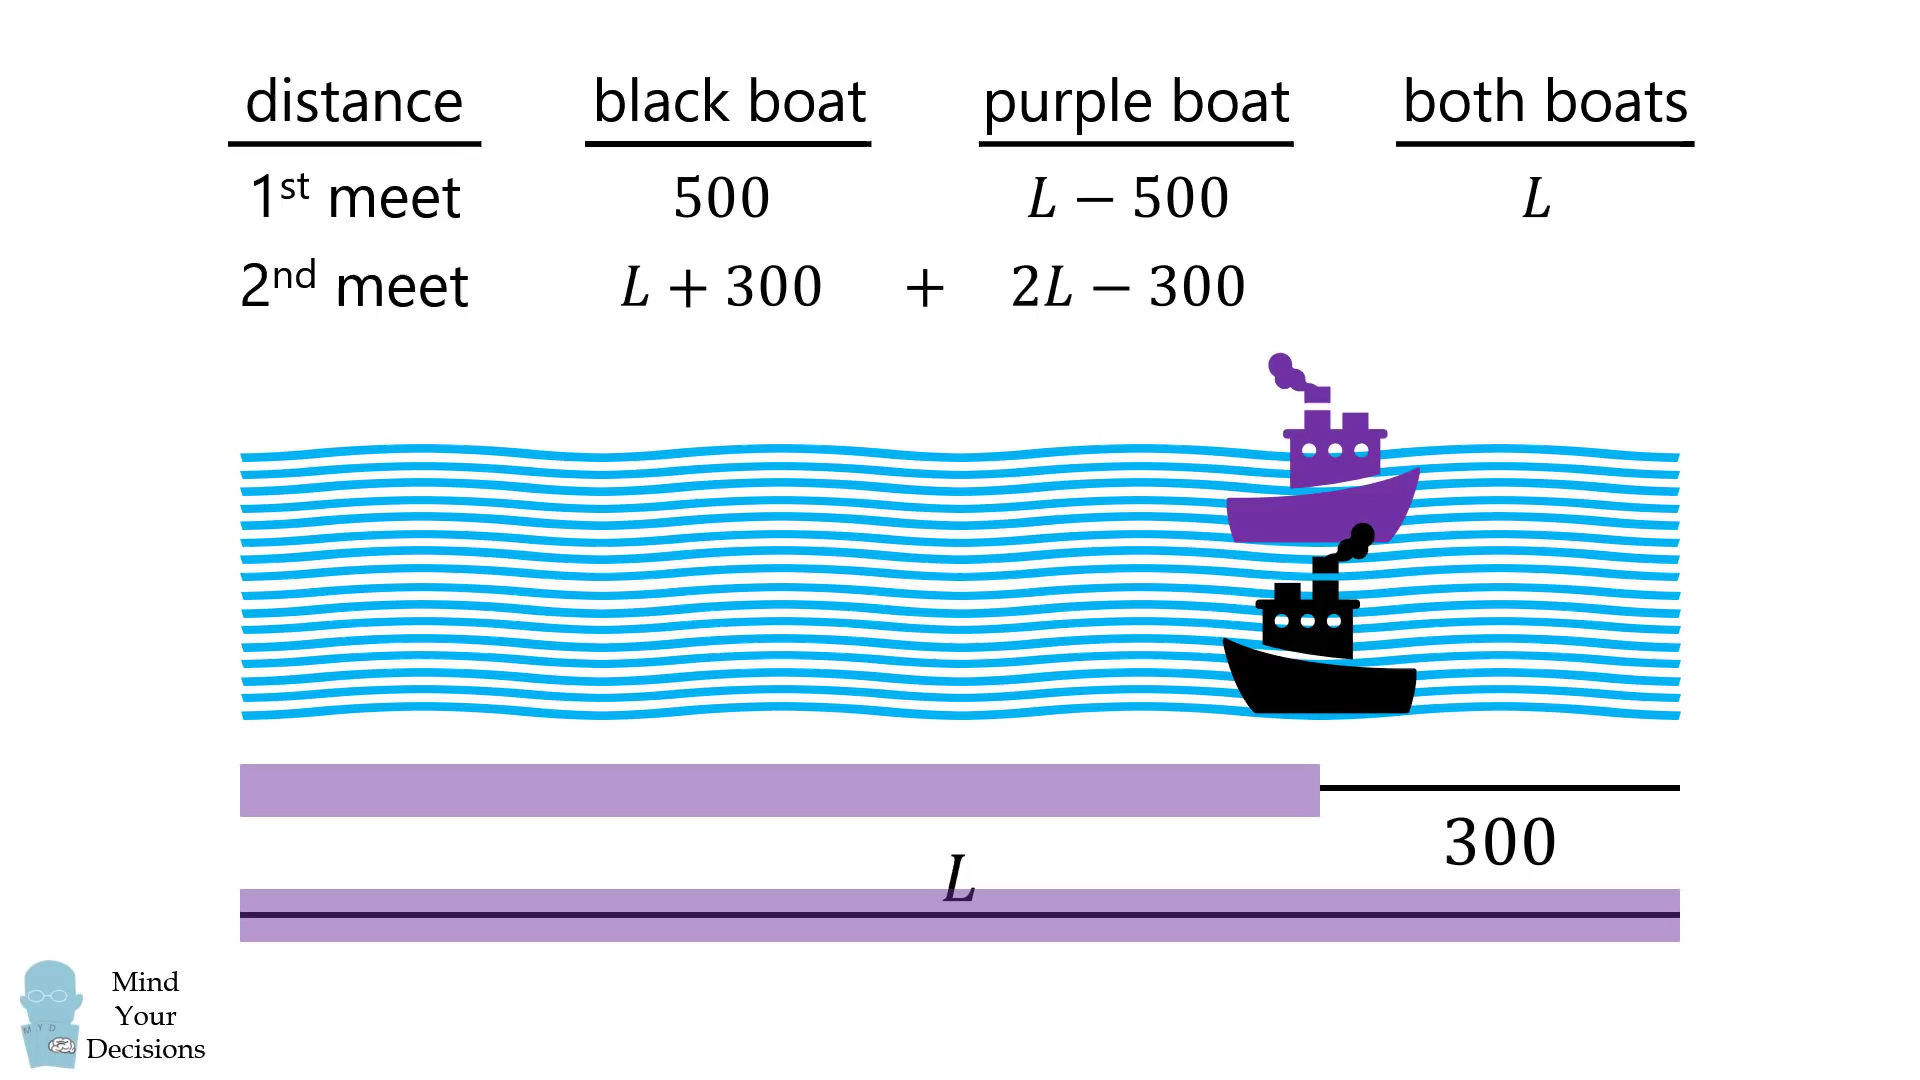 distance black boat purple boat both boats
1st meet 500 L − 500 L
2nd meet L + 300 + 2L − 300
300
L
Mind
Your
Decisions
M Y D